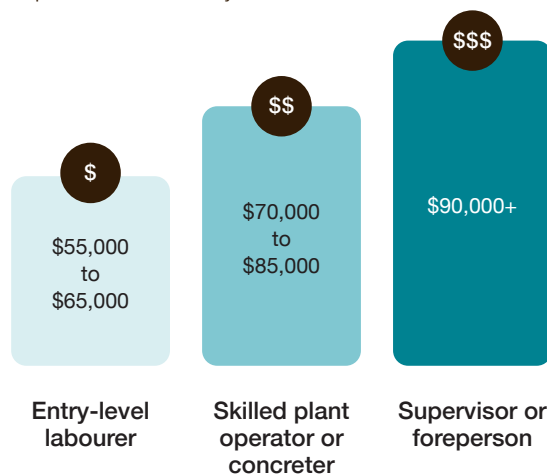 $$$
$$
$
$55,000
to
$65,000
$70,000
to
$85,000
$90,000+
Entry-level
labourer
Skilled plant
operator or
concreter
Supervisor or
foreperson